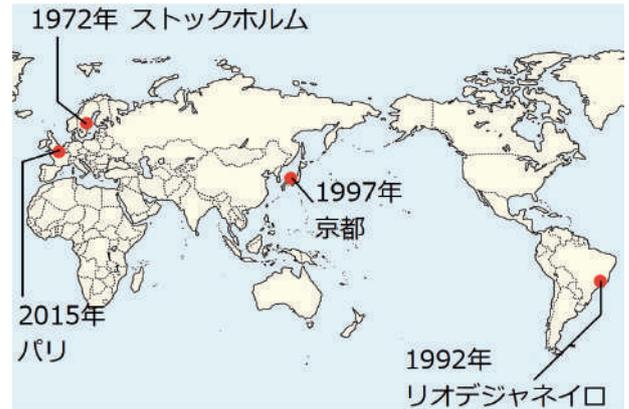 1972年 ストックホルム
1997年
京都
2015年
パリ
1992年
リオデジャネイロ